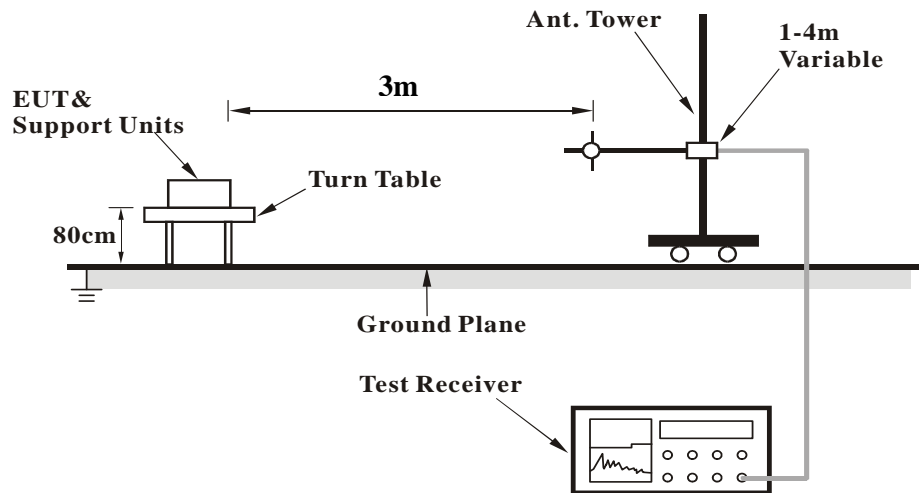 Ant. Tower
1-4m
Variable
3m
EUT&
Support Units
Turn Table
80cm
Ground Plane
Test Receiver